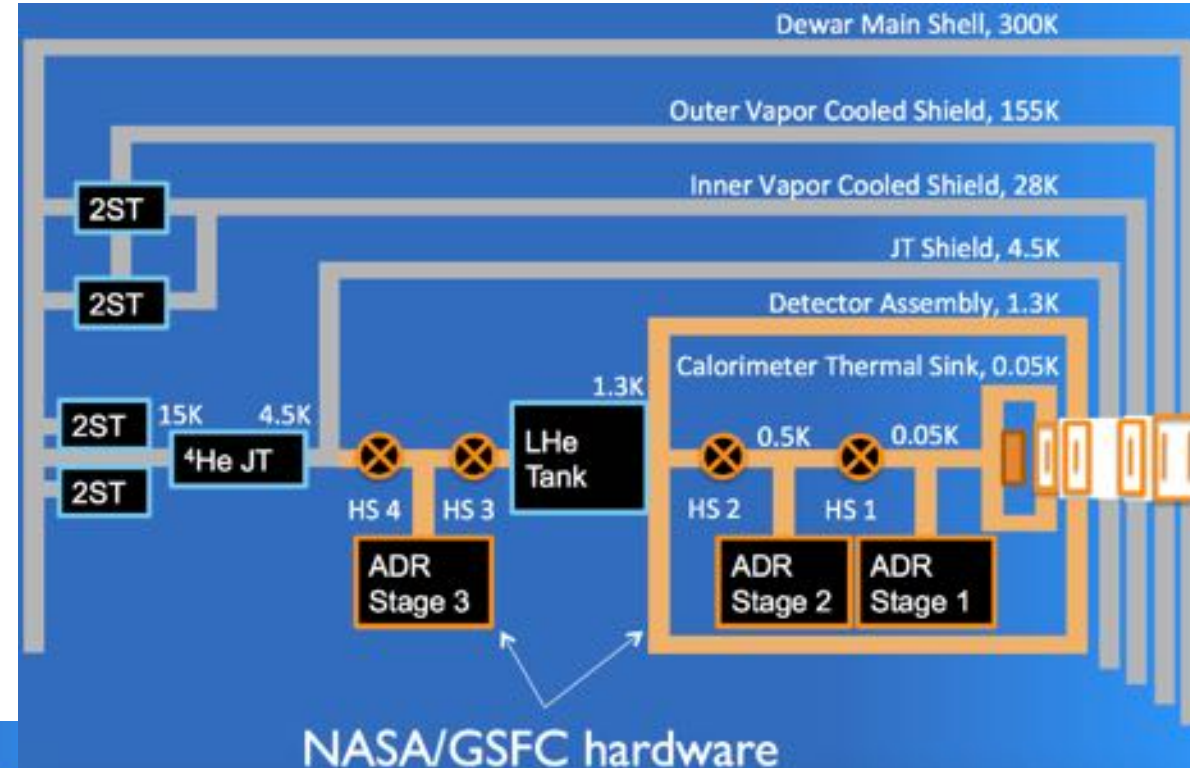 Dewar Main Shell, 300K
Outer Vapor Cooled Shield, 155K
Inner Vapor Cooled Shield, 28K
2ST
JT Shield, 4.5K
2ST
Detector Assembly, 1.3K
Calorimeter Thermal Sink, 0.05K
1.3K
15K
4.5K
2ST
⁴He JT
2ST
LHe
Tank
0.5K
0.05K
HS 4
HS 3
HS 2
HS 1
ADR
Stage 3
ADR
Stage 2
ADR
Stage 1
NASA/GSFC hardware